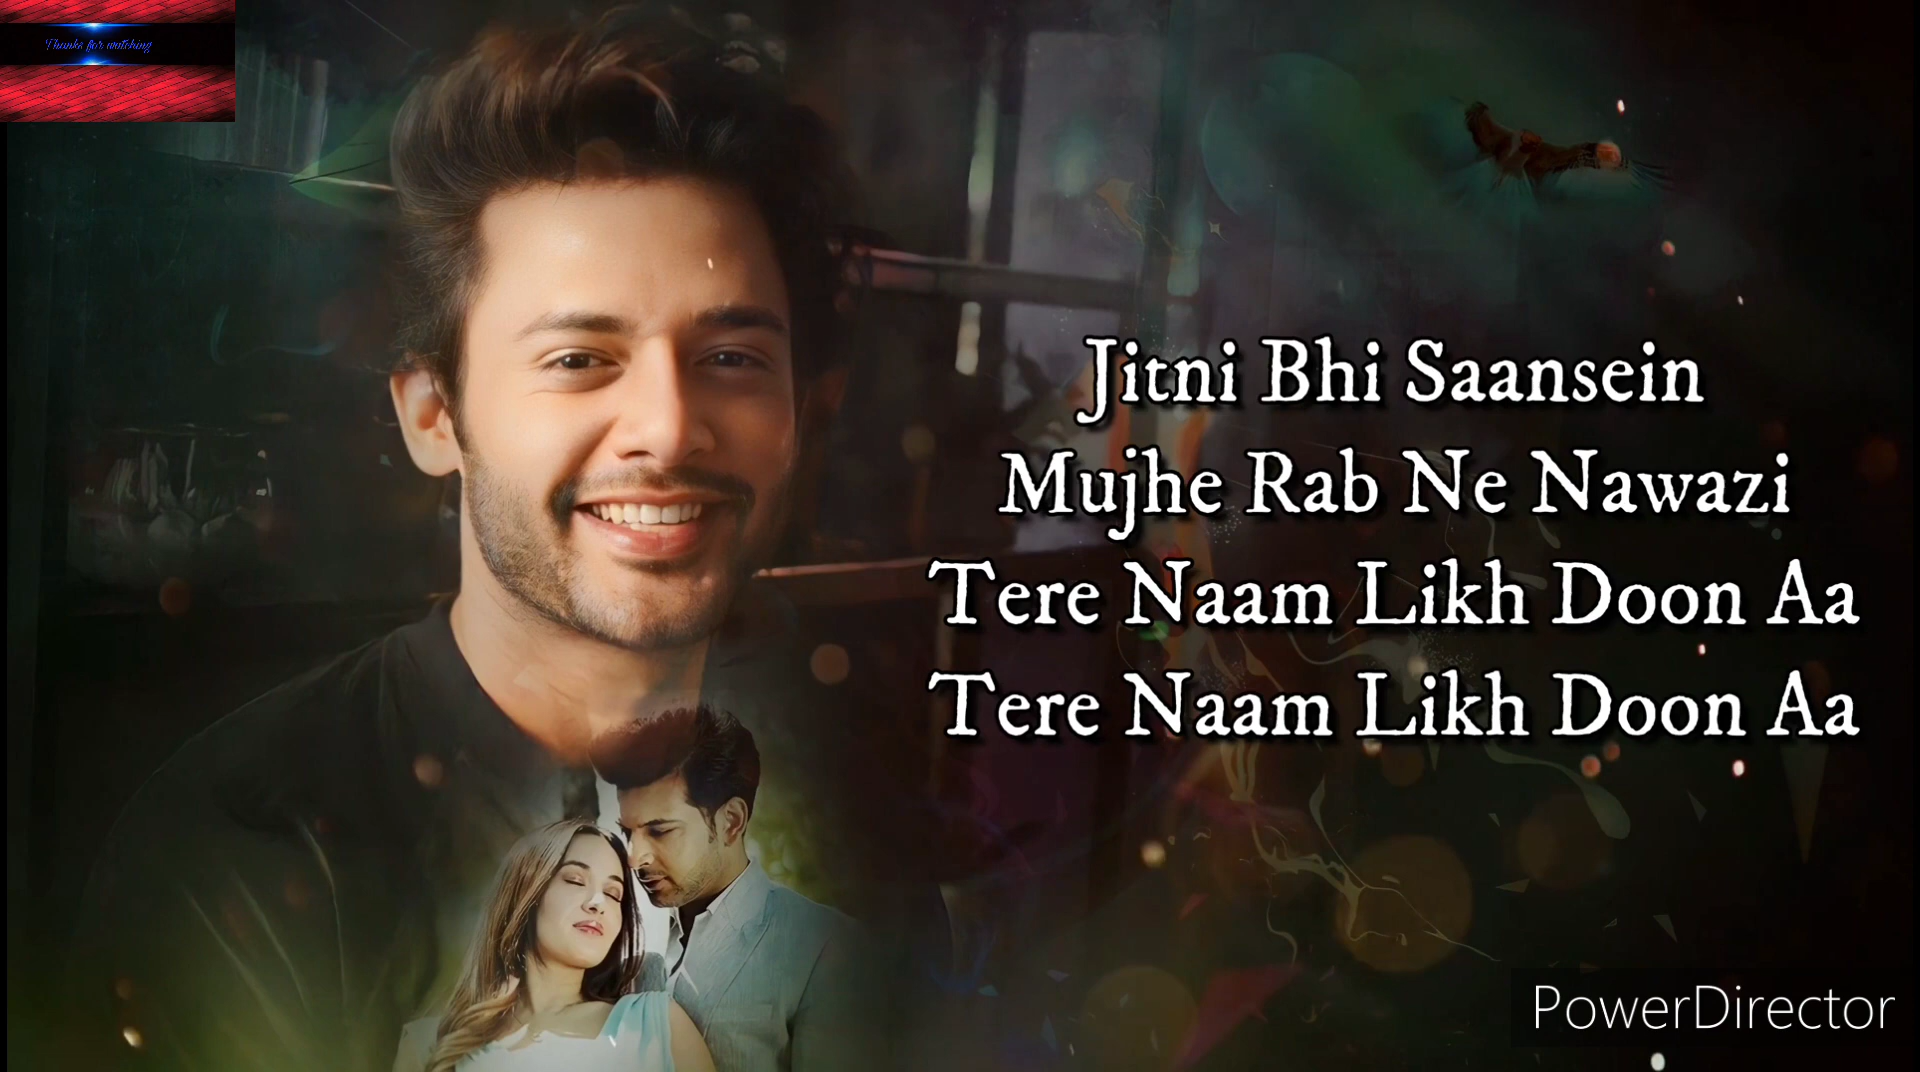 Thanks for watching
Jitni Bhi Saansein
Mujhe Rab Ne Nawazi
Tere Naam Likh Doon Aa
Tere Naam Likh Doon Aa
PowerDirector